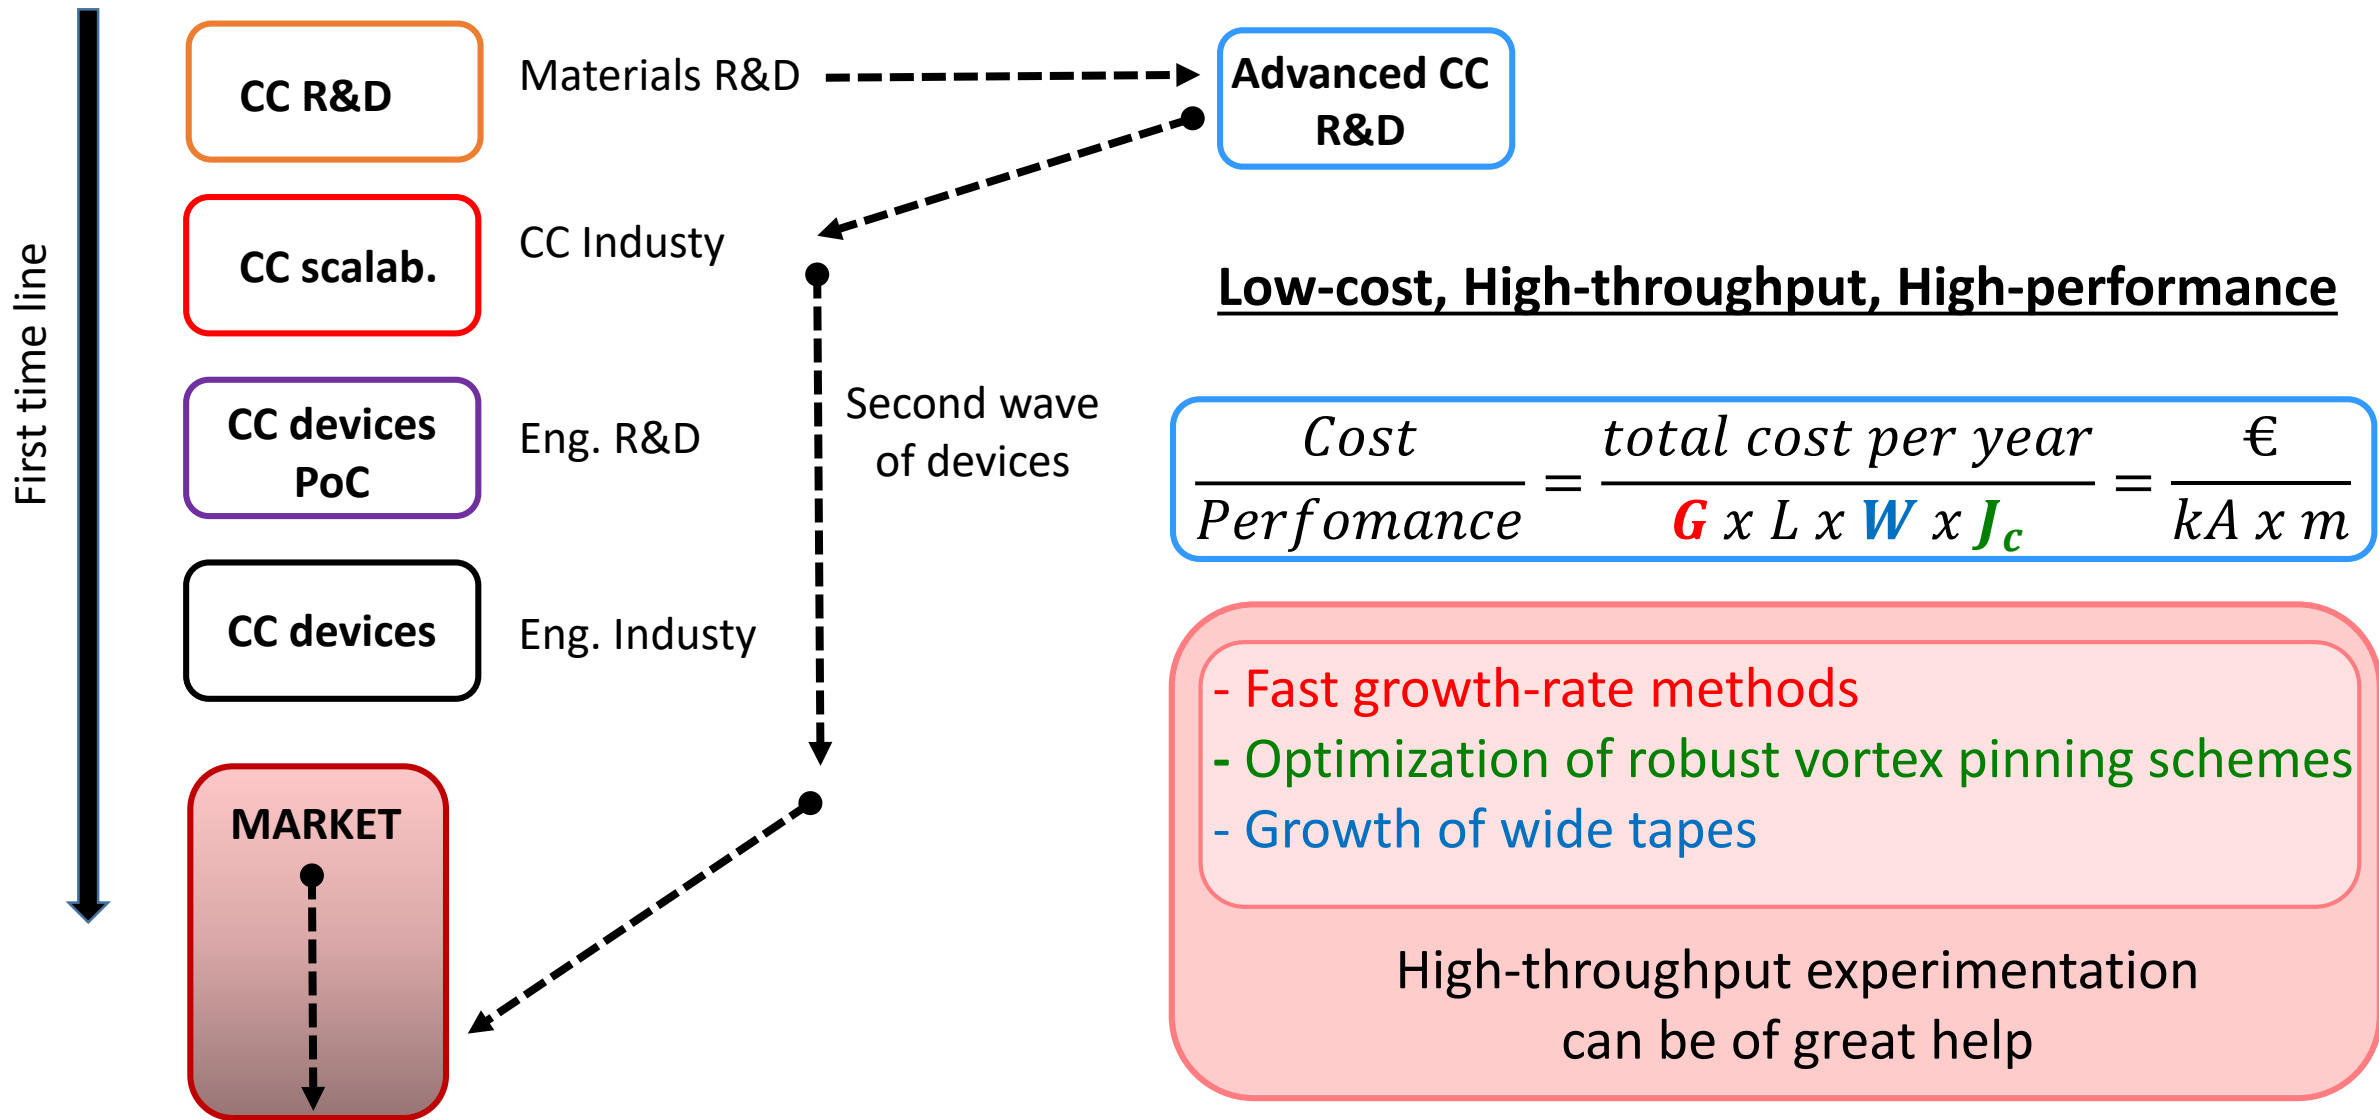 First time line
CC R&D
Materials R&D
Advanced CC
R&D
CC scalab.
CC Industy
Low-cost, High-throughput, High-performance
CC devices
PoC
Eng. R&D
Second wave
of devices
Cost / Perfomance = total cost per year / G x L x W x J_c = € / kA x m
CC devices
Eng. Industy
- Fast growth-rate methods
- Optimization of robust vortex pinning schemes
- Growth of wide tapes
MARKET
High-throughput experimentation
can be of great help